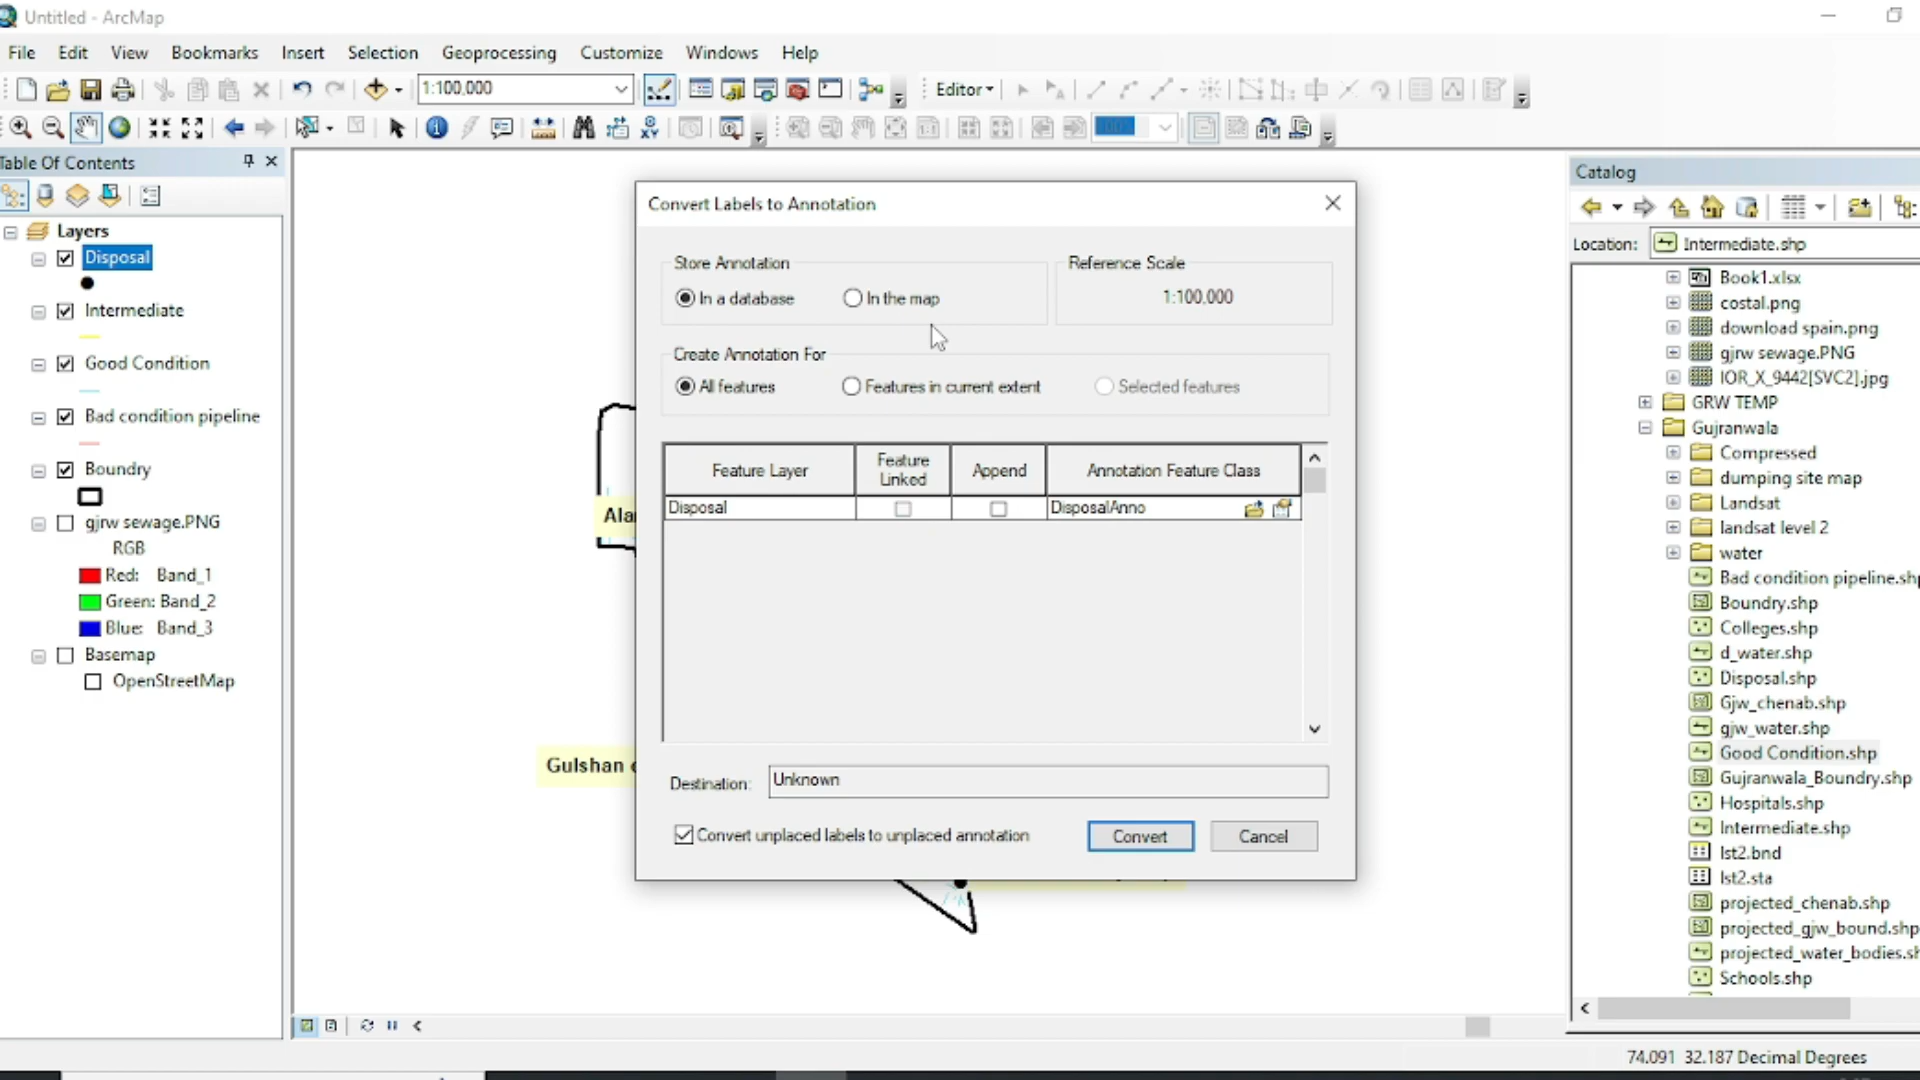 Untitled - ArcMap
File Edit View Bookmarks Insert Selection Geoprocessing Customize Windows Help
1:100,000
Editor
Table Of Contents
Layers
Disposal
Intermediate
Good Condition
Bad condition pipeline
Boundry
gjrw sewage.PNG
RGB
Red: Band_1
Green: Band_2
Blue: Band_3
Basemap
OpenStreetMap
Ala
Gulshan
Convert Labels to Annotation
Store Annotation
In a database
In the map
Reference Scale
1:100,000
Create Annotation For
All features
Features in current extent
Selected features
Feature Layer
Feature Linked
Append
Annotation Feature Class
Disposal
DisposalAnno
Destination:
Unknown
Convert unplaced labels to unplaced annotation
Convert
Cancel
Catalog
Location: Intermediate.shp
Book1.xlsx
costal.png
download spain.png
gjrw sewage.PNG
IOR_X_9442[SVC2].jpg
GRW TEMP
Gujranwala
Compressed
dumping site map
Landsat
landsat level 2
water
Bad condition pipeline.shp
Boundry.shp
Colleges.shp
d_water.shp
Disposal.shp
Gjw_chenab.shp
gjw_water.shp
Good Condition.shp
Gujranwala_Boundry.shp
Hospitals.shp
Intermediate.shp
lst2.bnd
lst2.sta
projected_chenab.shp
projected_gjw_bound.shp
projected_water_bodies.sh
Schools.shp
74.091 32.187 Decimal Degrees